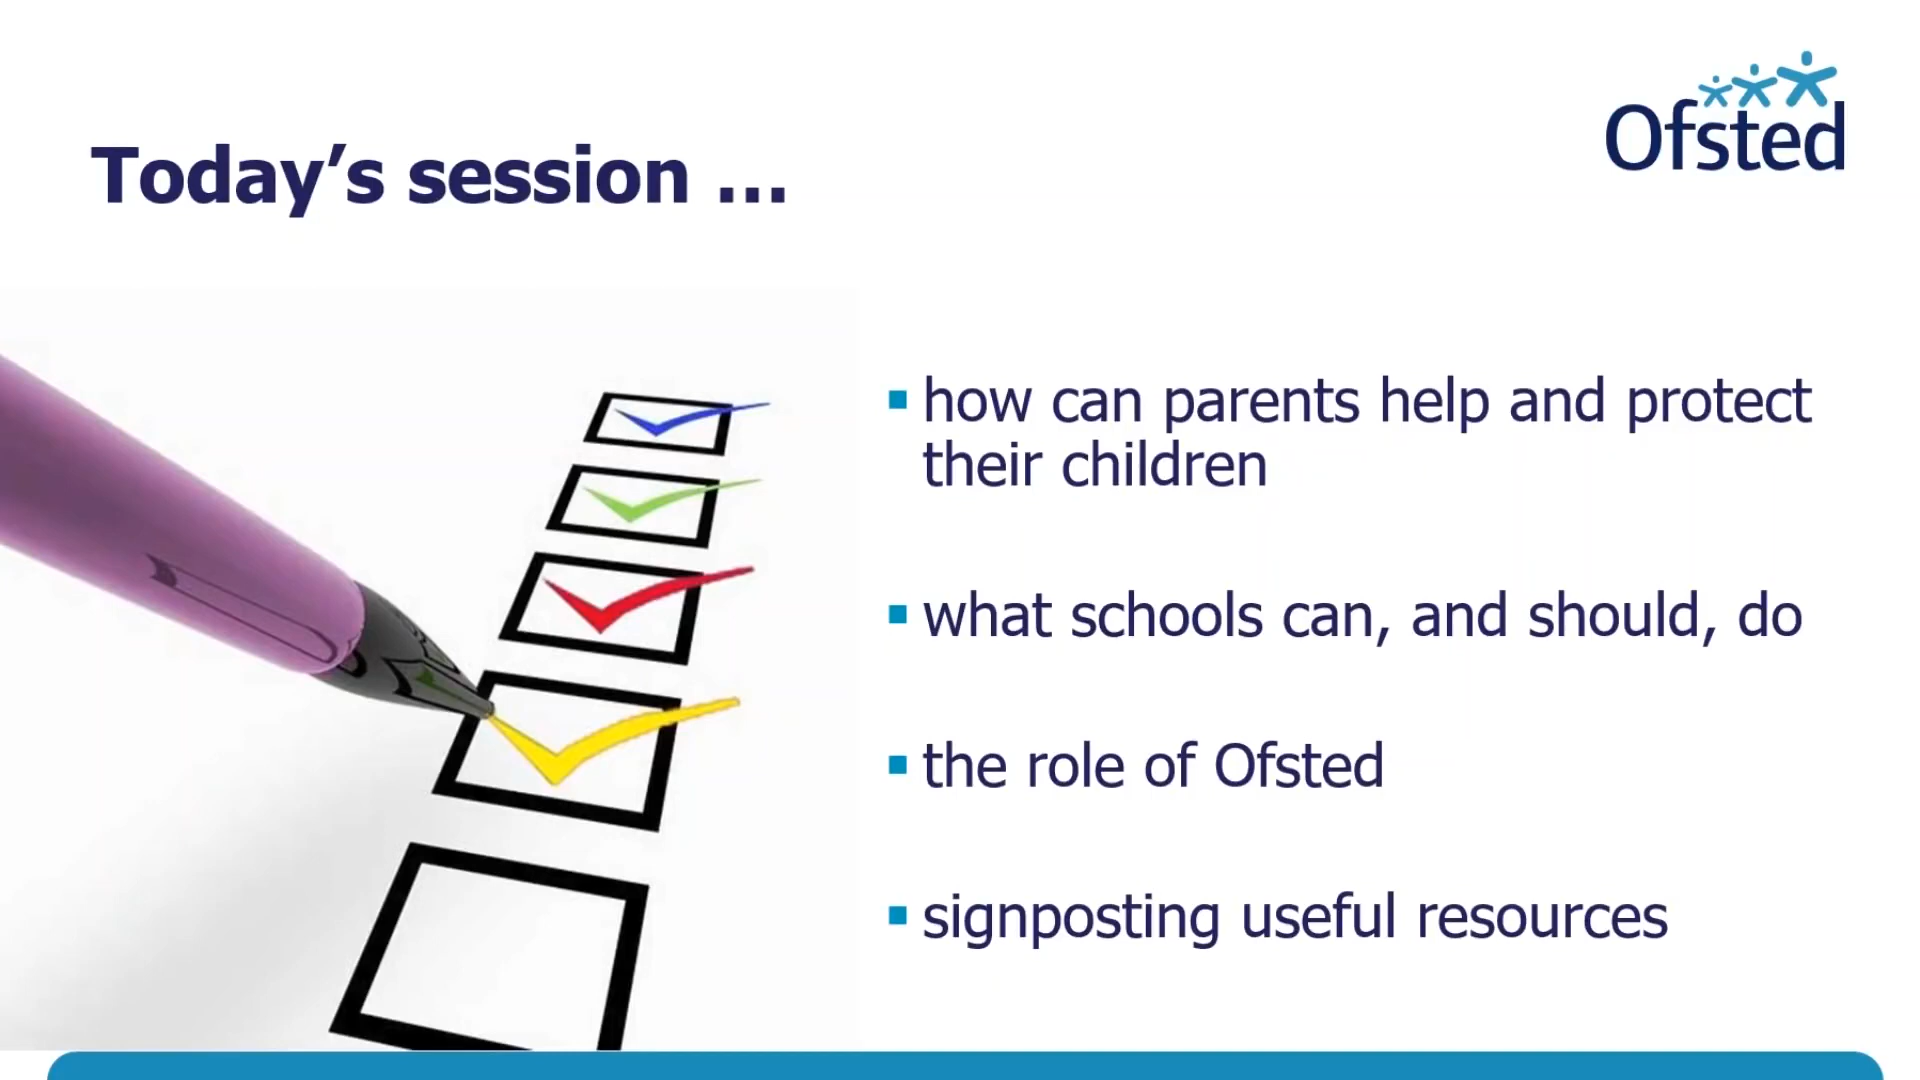 Ofsted
Today’s session …
how can parents help and protect
their children
what schools can, and should, do
the role of Ofsted
signposting useful resources